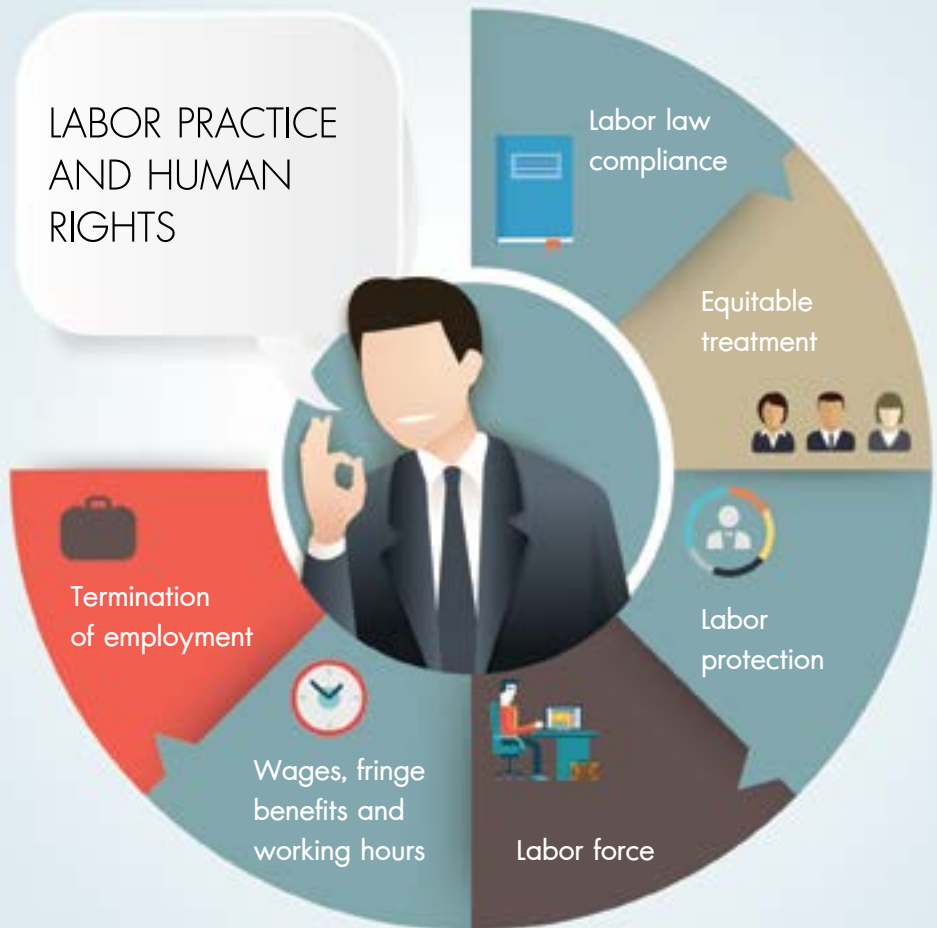 LABOR PRACTICE
AND HUMAN
RIGHTS
Labor law
compliance
Equitable
treatment
Labor
protection
Labor force
Wages, fringe
benefits and
working hours
Termination
of employment